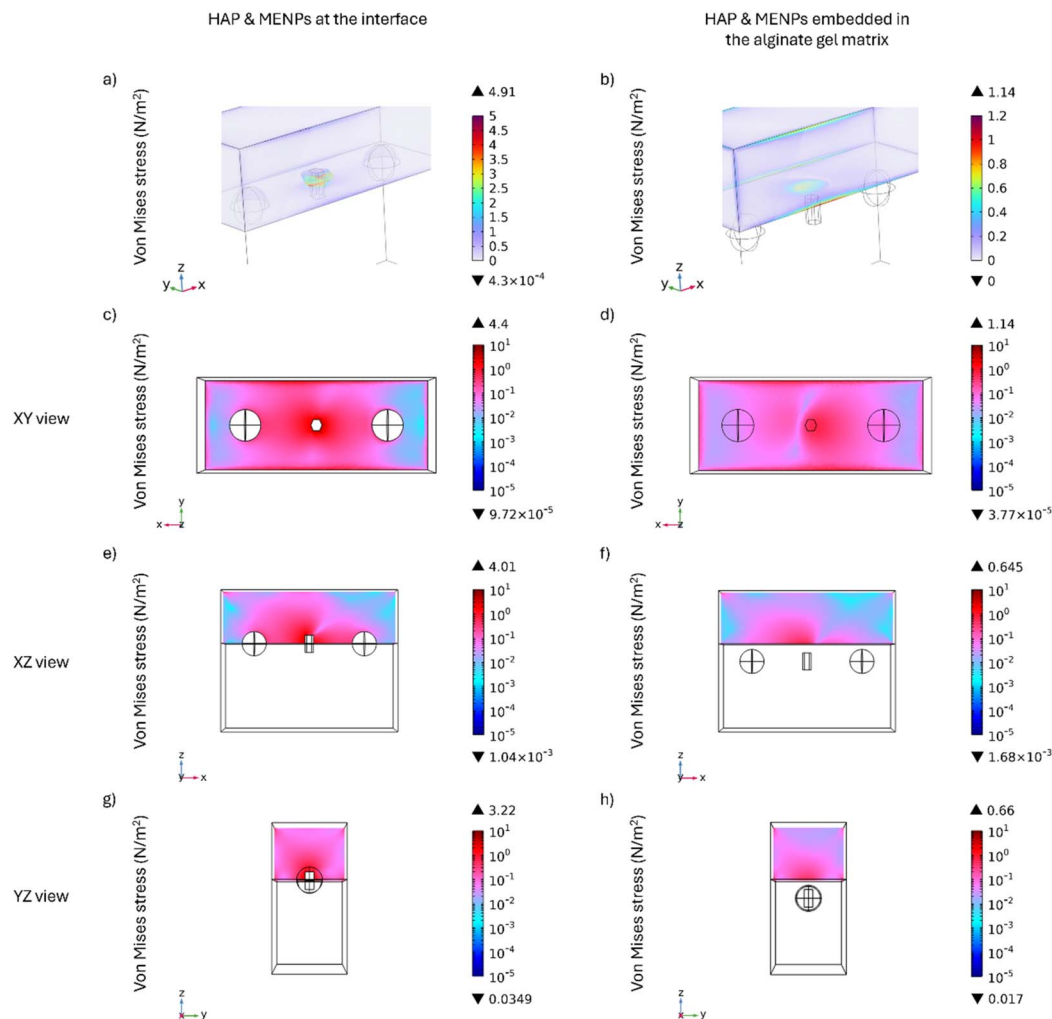 HAP & MENPs at the interface
HAP & MENPs embedded in
the alginate gel matrix
a)
Von Mises stress (N/m²)
▲ 4.91
5
4.5
4
3.5
3
2.5
2
1.5
1
0.5
0
▼ 4.3×10⁻⁴
z
y
x
b)
Von Mises stress (N/m²)
▲ 1.14
1.2
1
0.8
0.6
0.4
0.2
0
▼ 0
z
y
x
XY view
c)
Von Mises stress (N/m²)
▲ 4.4
10¹
10⁰
10⁻¹
10⁻²
10⁻³
10⁻⁴
10⁻⁵
▼ 9.72×10⁻⁵
y
x
z
d)
Von Mises stress (N/m²)
▲ 1.14
10¹
10⁰
10⁻¹
10⁻²
10⁻³
10⁻⁴
10⁻⁵
▼ 3.77×10⁻⁵
y
x
z
XZ view
e)
Von Mises stress (N/m²)
▲ 4.01
10¹
10⁰
10⁻¹
10⁻²
10⁻³
10⁻⁴
10⁻⁵
▼ 1.04×10⁻³
z
y
x
f)
Von Mises stress (N/m²)
▲ 0.645
10¹
10⁰
10⁻¹
10⁻²
10⁻³
10⁻⁴
10⁻⁵
▼ 1.68×10⁻³
z
y
x
YZ view
g)
Von Mises stress (N/m²)
▲ 3.22
10¹
10⁰
10⁻¹
10⁻²
10⁻³
10⁻⁴
10⁻⁵
▼ 0.0349
z
x
y
h)
Von Mises stress (N/m²)
▲ 0.66
10¹
10⁰
10⁻¹
10⁻²
10⁻³
10⁻⁴
10⁻⁵
▼ 0.017
z
x
y